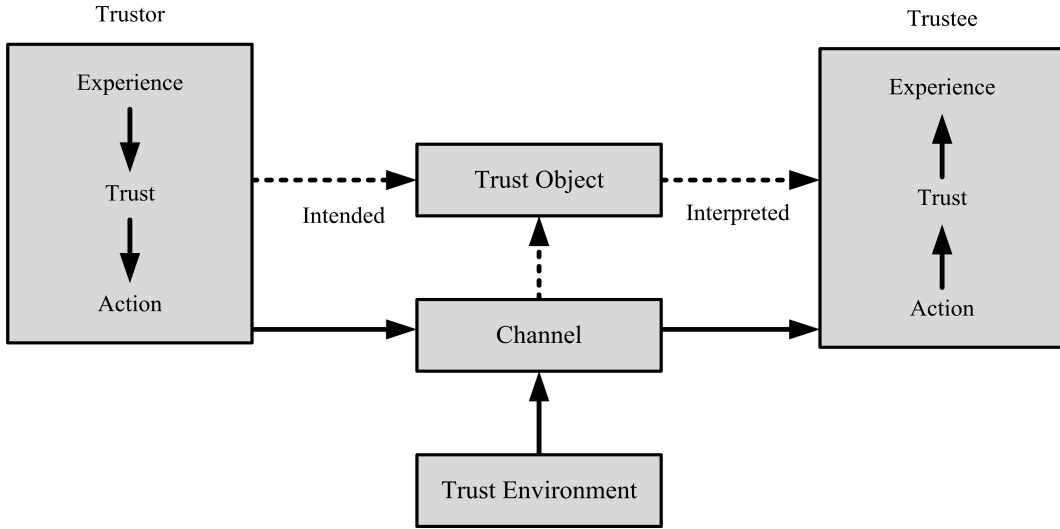 Trustor
Trustee
Experience
Trust
Action
Trust Object
Intended
Interpreted
Channel
Trust Environment
Experience
Trust
Action